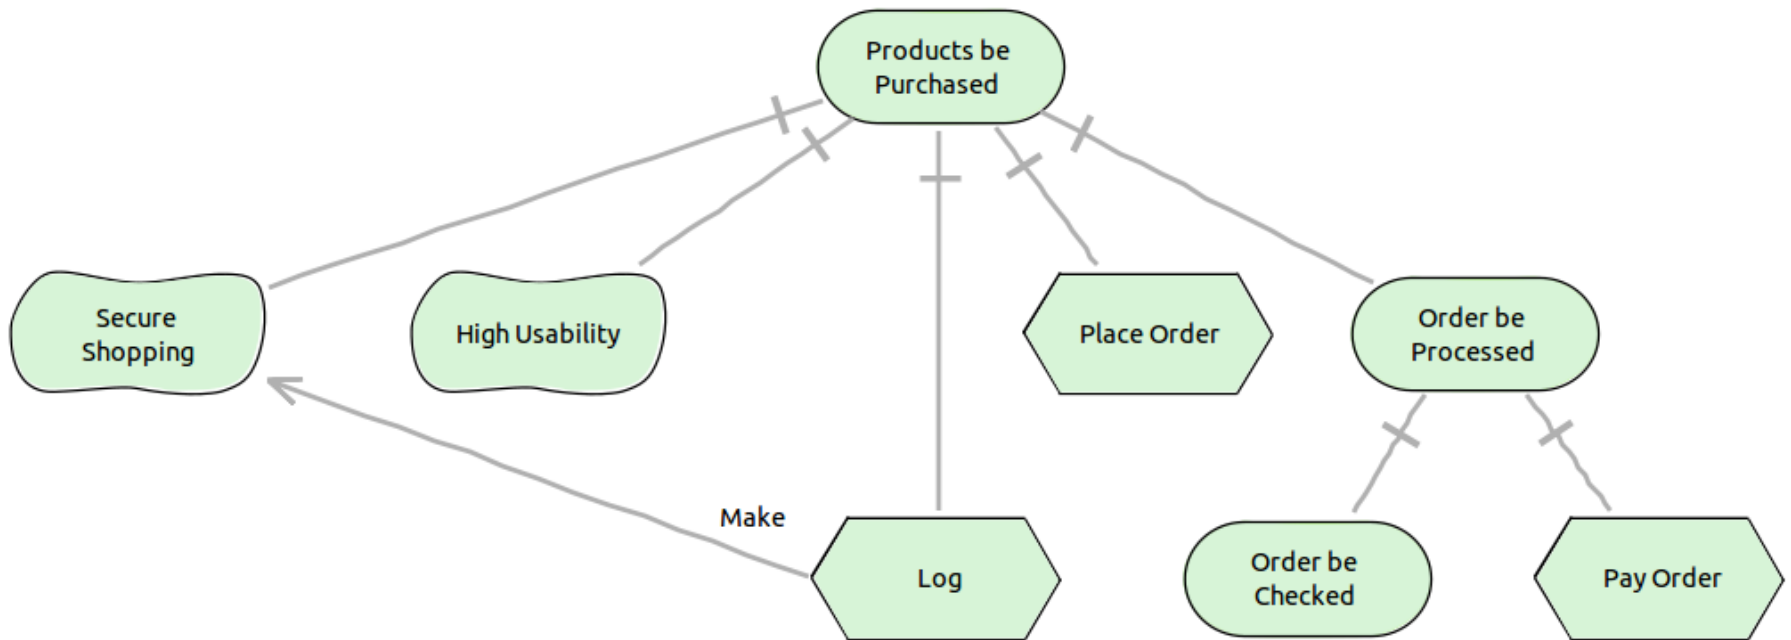 Products be
Purchased
Secure
Shopping
High Usability
Place Order
Order be
Processed
Make
Log
Order be
Checked
Pay Order